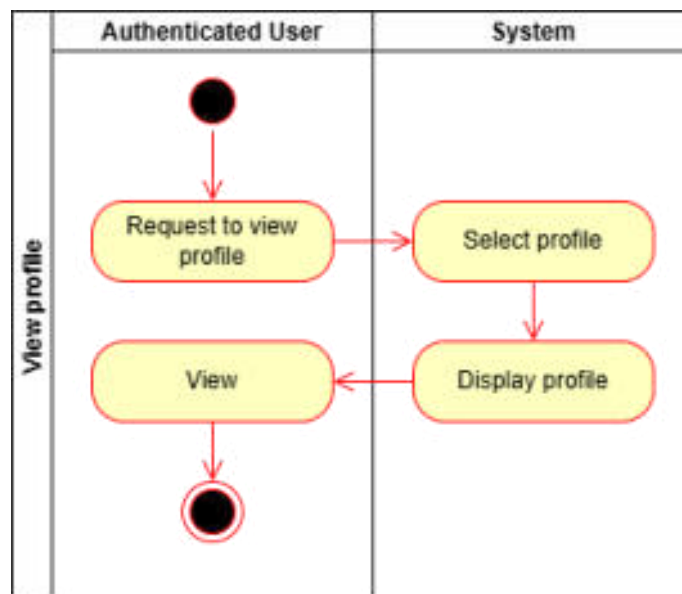 Authenticated User
System
View profile
Request to view
profile
Select profile
View
Display profile